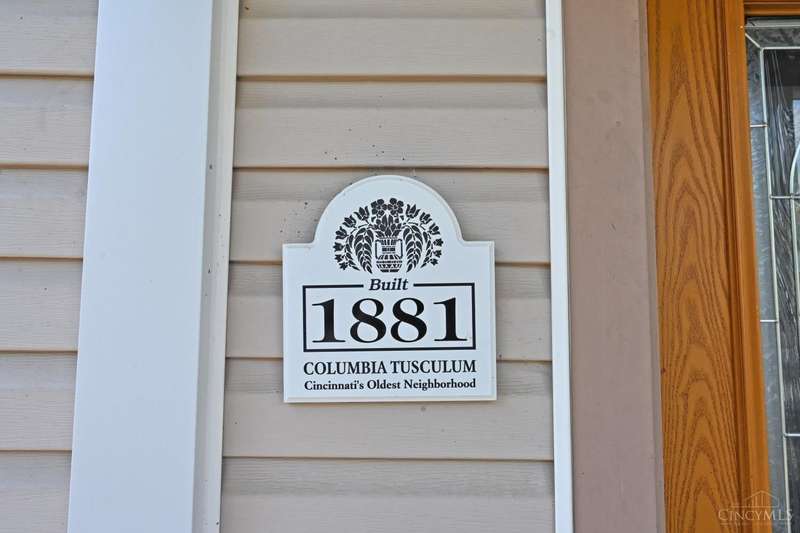 Built
1881
COLUMBIA TUSCULUM
Cincinnati's Oldest Neighborhood
CINCYMLS